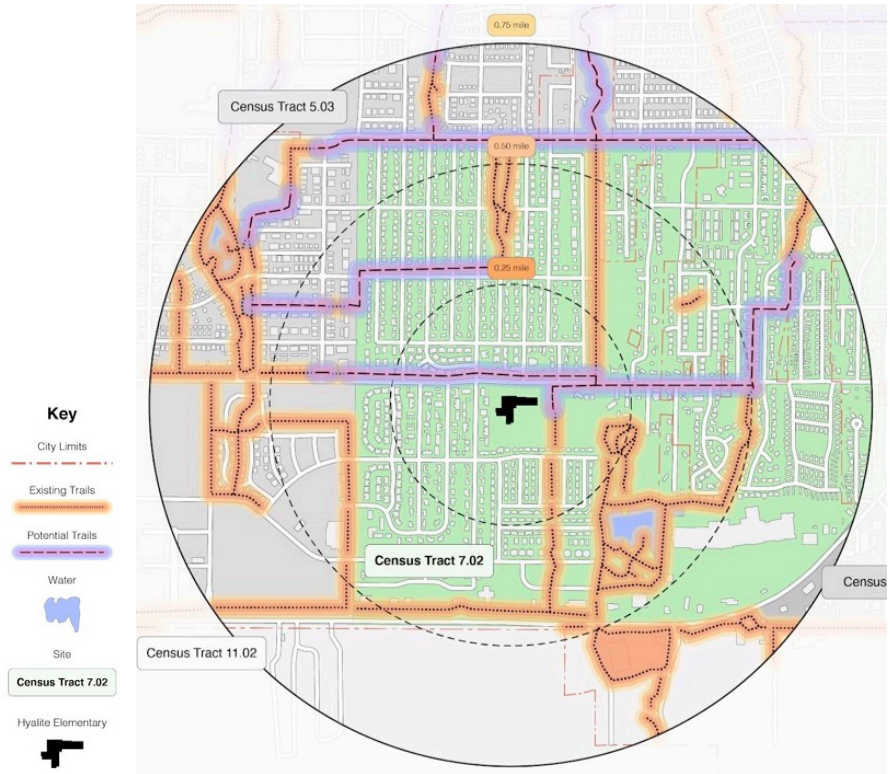 0.75 mile
Census Tract 5.03
0.50 mile
0.25 mile
Key
City Limits
Existing Trails
Potential Trails
Water
Site
Census Tract 7.02
Hyalite Elementary
Census Tract 7.02
Census
Census Tract 11.02